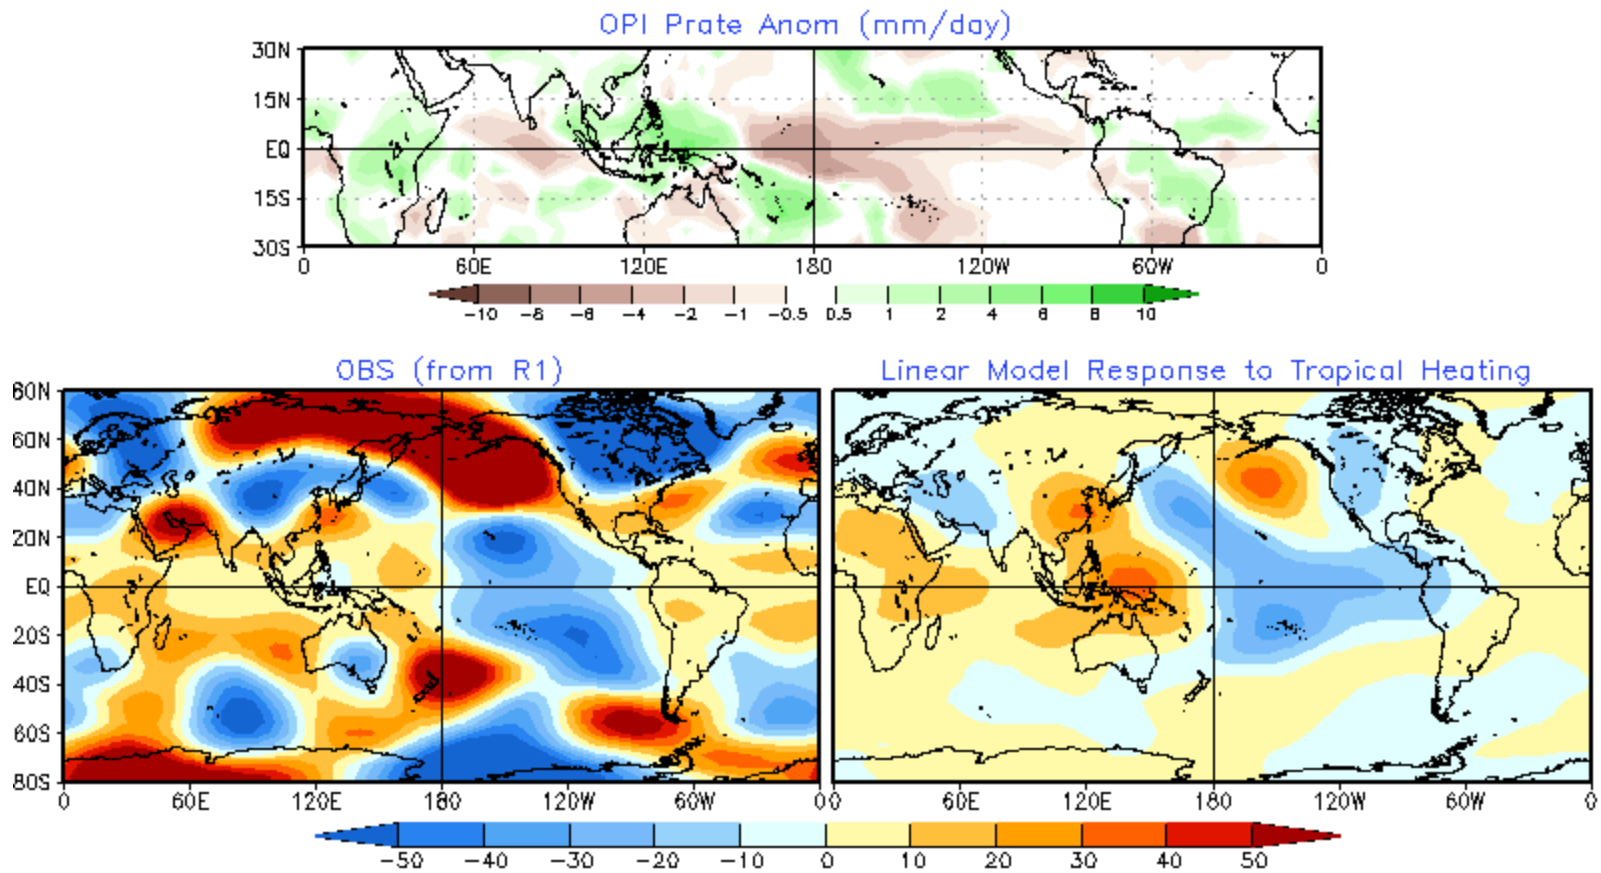 OPI Prate Anom (mm/day)
30N
15N
EQ
15S
30S
0 60E 120E 180 120W 60W 0
-10 -8 -6 -4 -2 -1 -0.5 0.5 1 2 4 6 8 10
OBS (from R1) Linear Model Response to Tropical Heating
80N
60N
40N
20N
EQ
20S
40S
60S
80S
0 60E 120E 180 120W 60W 0 0 60E 120E 180 120W 60W 0
-50 -40 -30 -20 -10 0 10 20 30 40 50